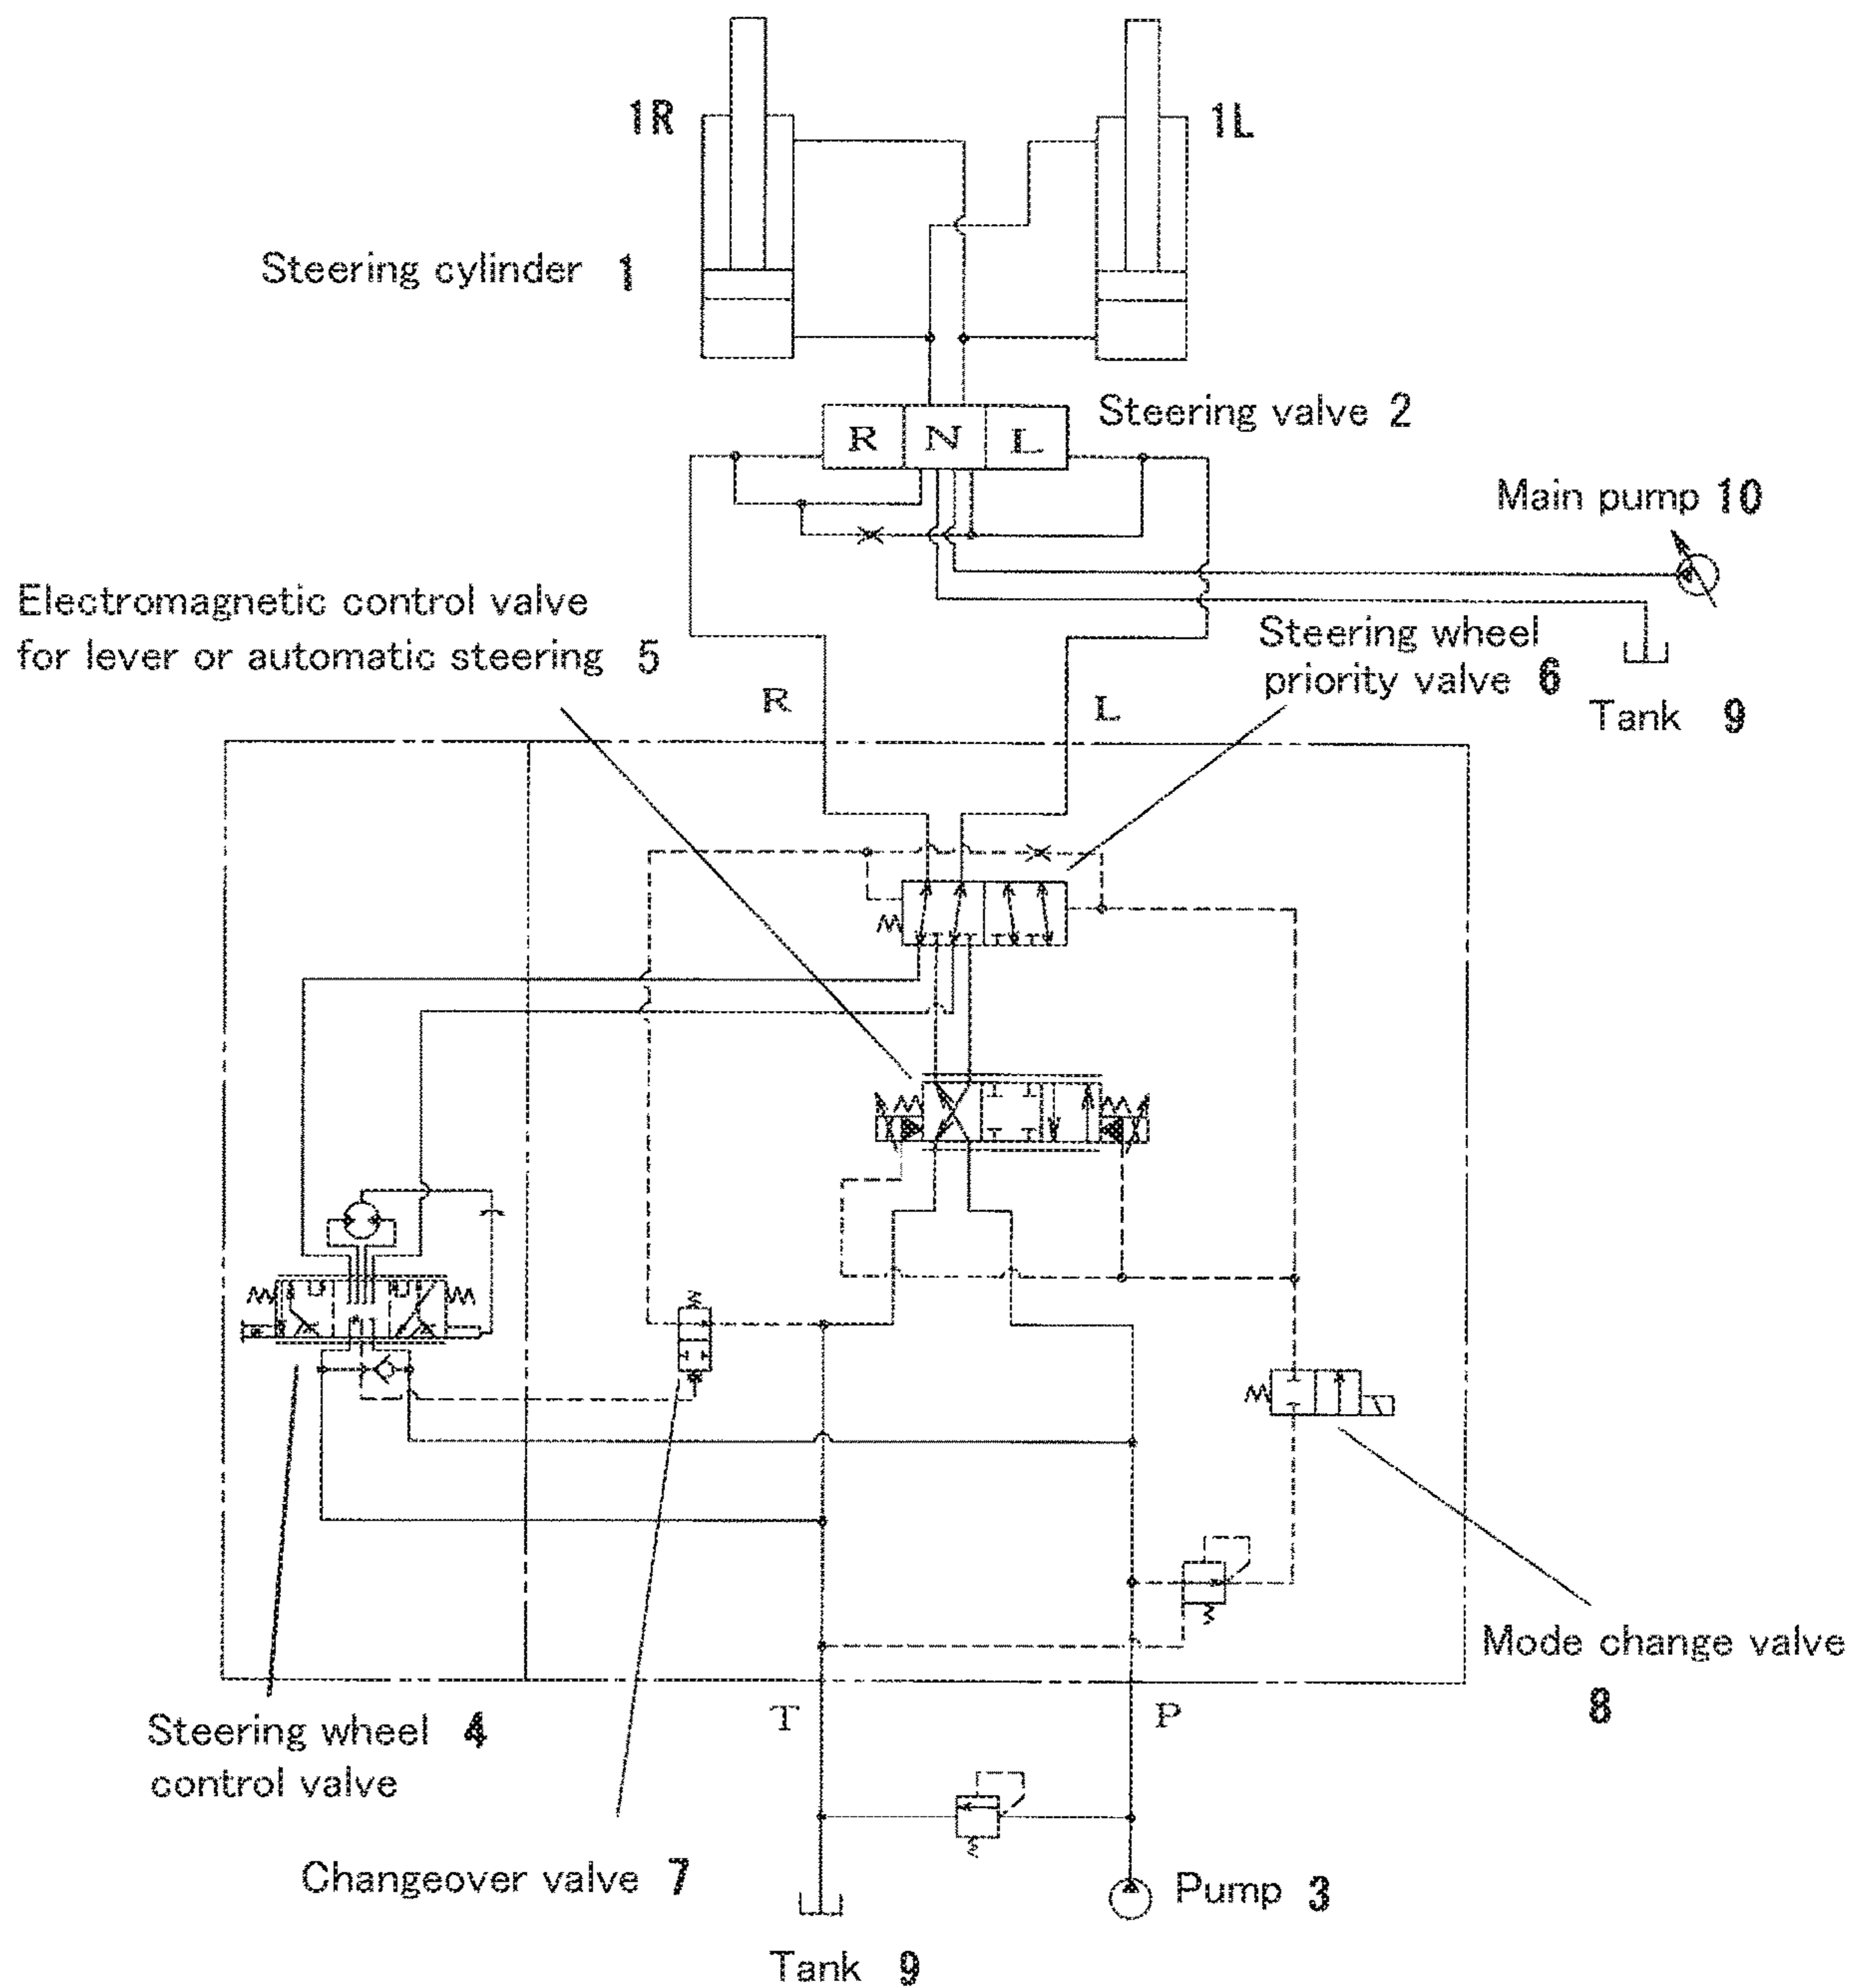 1R
1L
Steering cylinder 1
Steering valve 2
R N L
Main pump 10
Electromagnetic control valve
for lever or automatic steering 5
Steering wheel
priority valve 6
Tank 9
R
L
Mode change valve
8
T
P
Steering wheel 4
control valve
Changeover valve 7
Pump 3
Tank 9